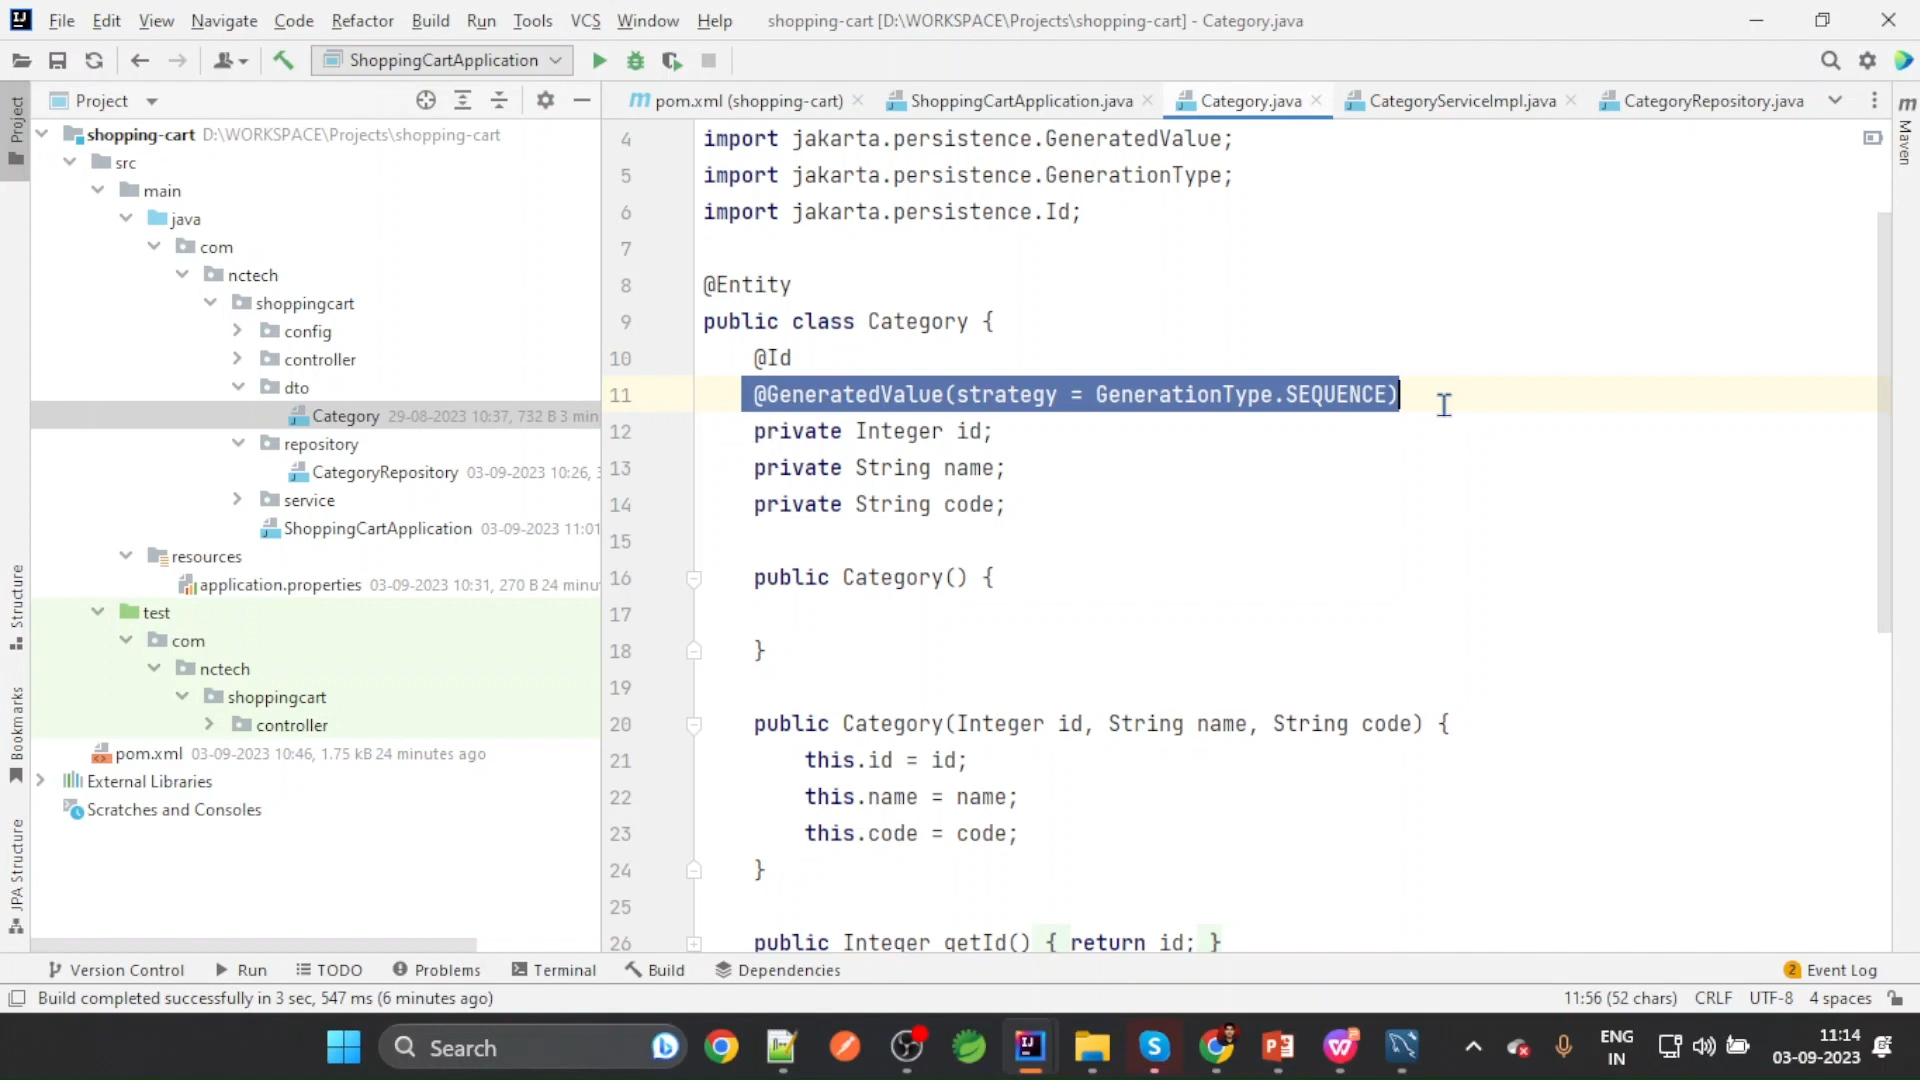 File Edit View Navigate Code Refactor Build Run Tools VCS Window Help shopping-cart [D:\WORKSPACE\Projects\shopping-cart] - Category.java
ShoppingCartApplication
Project
pom.xml (shopping-cart) ShoppingCartApplication.java Category.java CategoryServiceImpl.java CategoryRepository.java
Project
Structure
Bookmarks
JPA Structure
Maven
shopping-cart D:\WORKSPACE\Projects\shopping-cart
src
main
java
com
nctech
shoppingcart
config
controller
dto
Category 29-08-2023 10:37, 732 B 3 min
repository
CategoryRepository 03-09-2023 10:26, 3
service
ShoppingCartApplication 03-09-2023 11:01
resources
application.properties 03-09-2023 10:31, 270 B 24 minu
test
com
nctech
shoppingcart
controller
pom.xml 03-09-2023 10:46, 1.75 kB 24 minutes ago
External Libraries
Scratches and Consoles
4 import jakarta.persistence.GeneratedValue;
5 import jakarta.persistence.GenerationType;
6 import jakarta.persistence.Id;
7
8 @Entity
9 public class Category {
10 @Id
11 @GeneratedValue(strategy = GenerationType.SEQUENCE)
12 private Integer id;
13 private String name;
14 private String code;
15
16 public Category() {
17
18 }
19
20 public Category(Integer id, String name, String code) {
21 this.id = id;
22 this.name = name;
23 this.code = code;
24 }
25
26 public Integer getId() { return id; }
Version Control Run TODO Problems Terminal Build Dependencies 2 Event Log
Build completed successfully in 3 sec, 547 ms (6 minutes ago) 11:56 (52 chars) CRLF UTF-8 4 spaces
Search
ENG
IN
11:14
03-09-2023